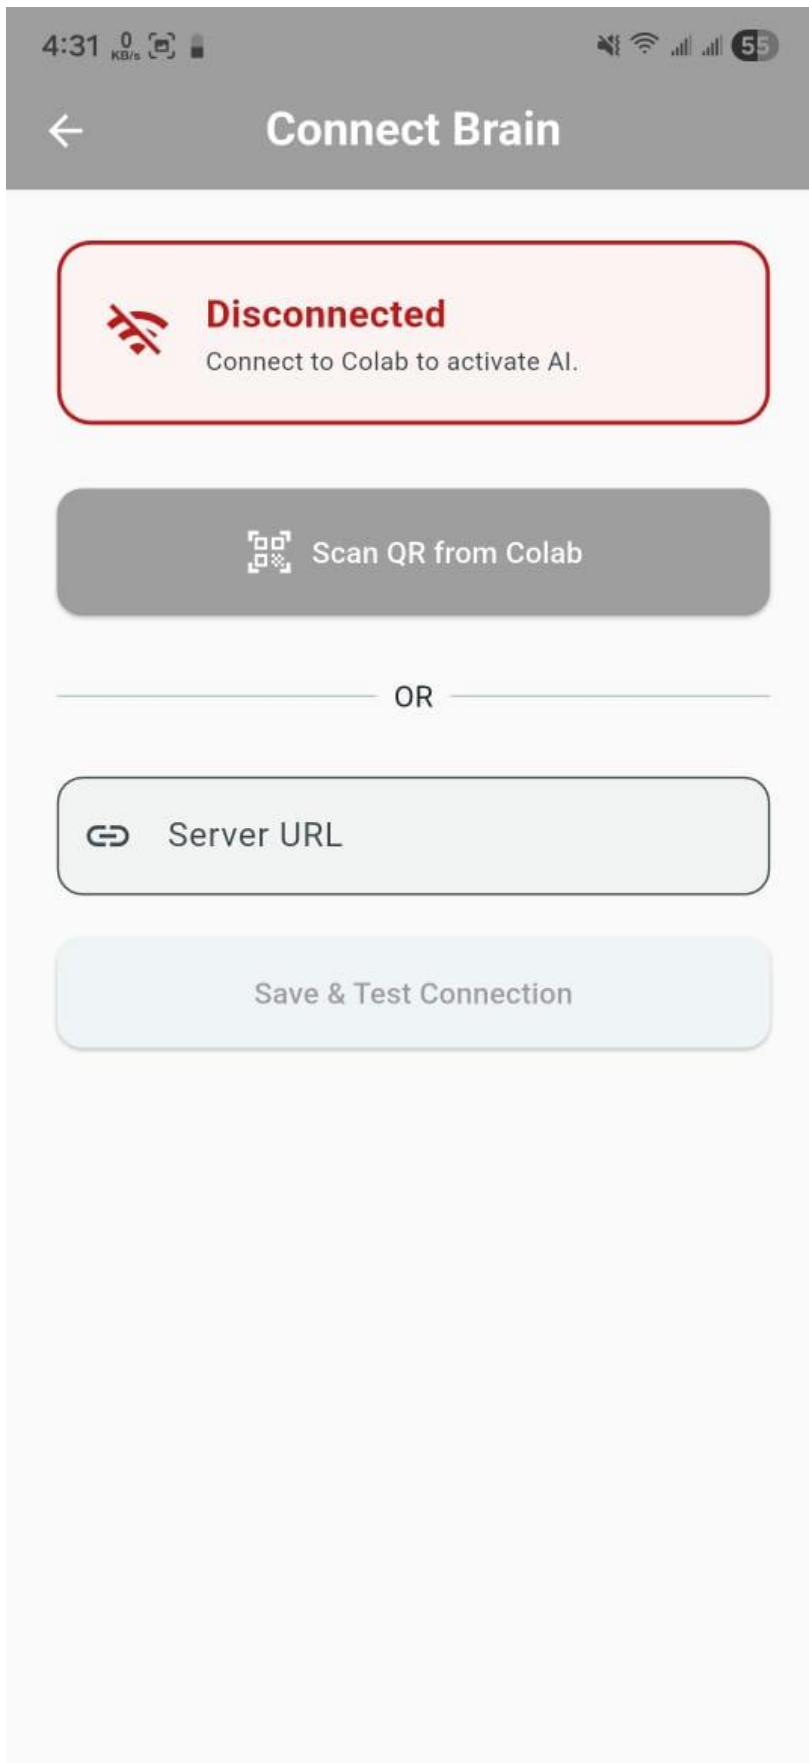 4:31 0 KB/s 55
Connect Brain
Disconnected
Connect to Colab to activate AI.
Scan QR from Colab
OR
Server URL
Save & Test Connection